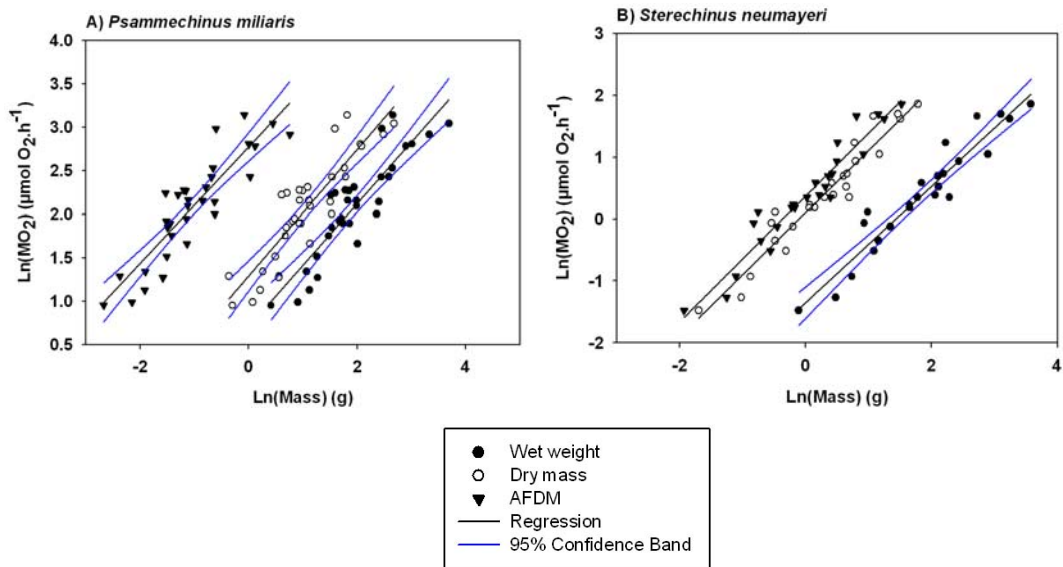 A) Psammechinus miliaris
Ln(MO2) (µmol O2.h-1)
4.0
3.5
3.0
2.5
2.0
1.5
1.0
0.5
-2 0 2 4
Ln(Mass) (g)
B) Sterechinus neumayeri
Ln(MO2) (µmol O2.h-1)
3
2
1
0
-1
-2
-2 0 2 4
Ln(Mass) (g)
Wet weight
Dry mass
AFDM
Regression
95% Confidence Band